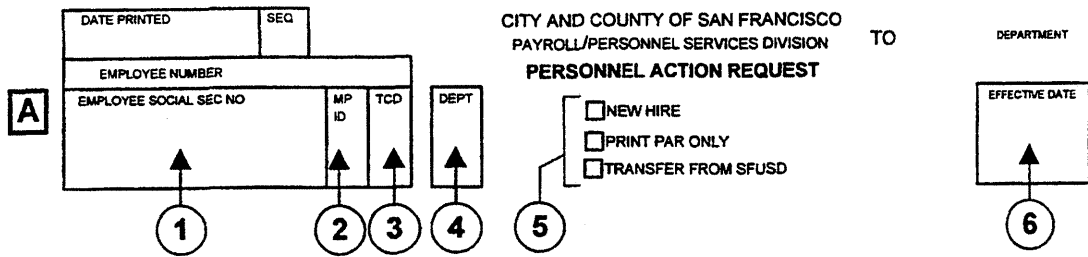 DATE PRINTED SEQ
CITY AND COUNTY OF SAN FRANCISCO
PAYROLL/PERSONNEL SERVICES DIVISION
PERSONNEL ACTION REQUEST
TO
DEPARTMENT
EMPLOYEE NUMBER
A
EMPLOYEE SOCIAL SEC NO
MP
ID
TCD
DEPT
NEW HIRE
PRINT PAR ONLY
TRANSFER FROM SFUSD
EFFECTIVE DATE
1 2 3 4 5 6